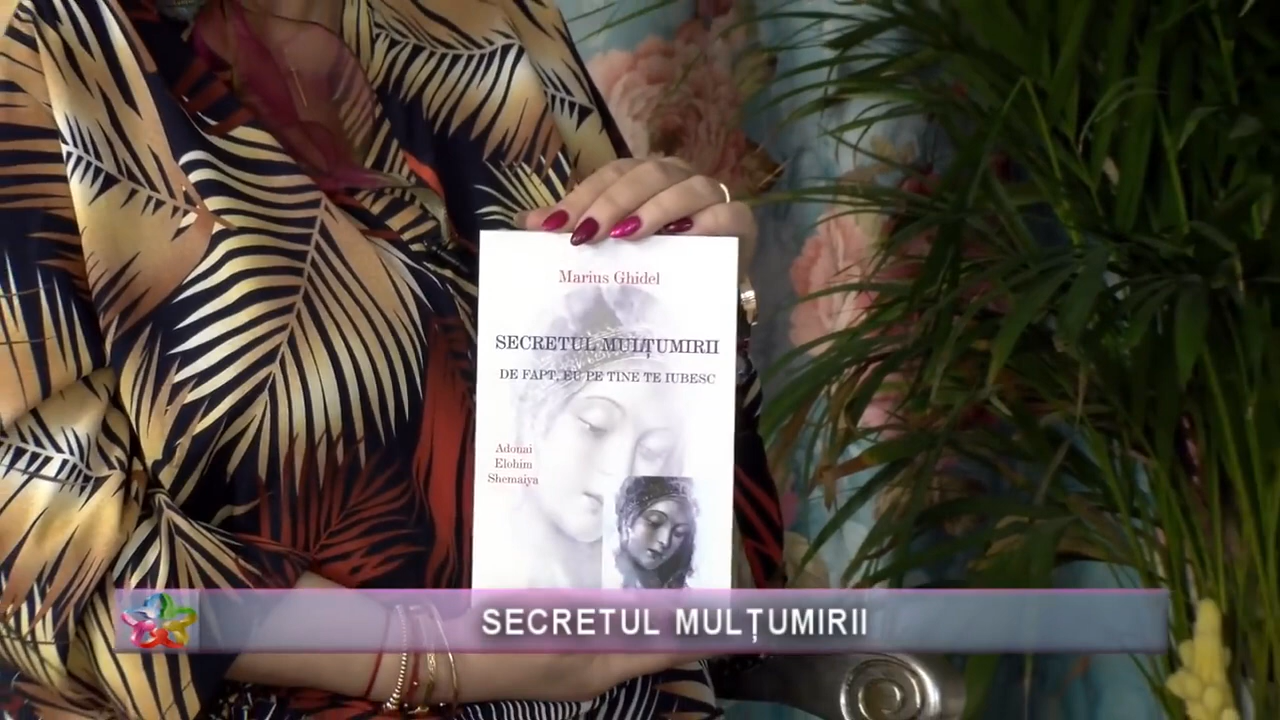 Marius Ghidel
SECRETUL MULȚUMIRII
DE FAPT, EU PE TINE TE IUBESC
Adonai
Elohim
Shemaiya
SECRETUL MULȚUMIRII